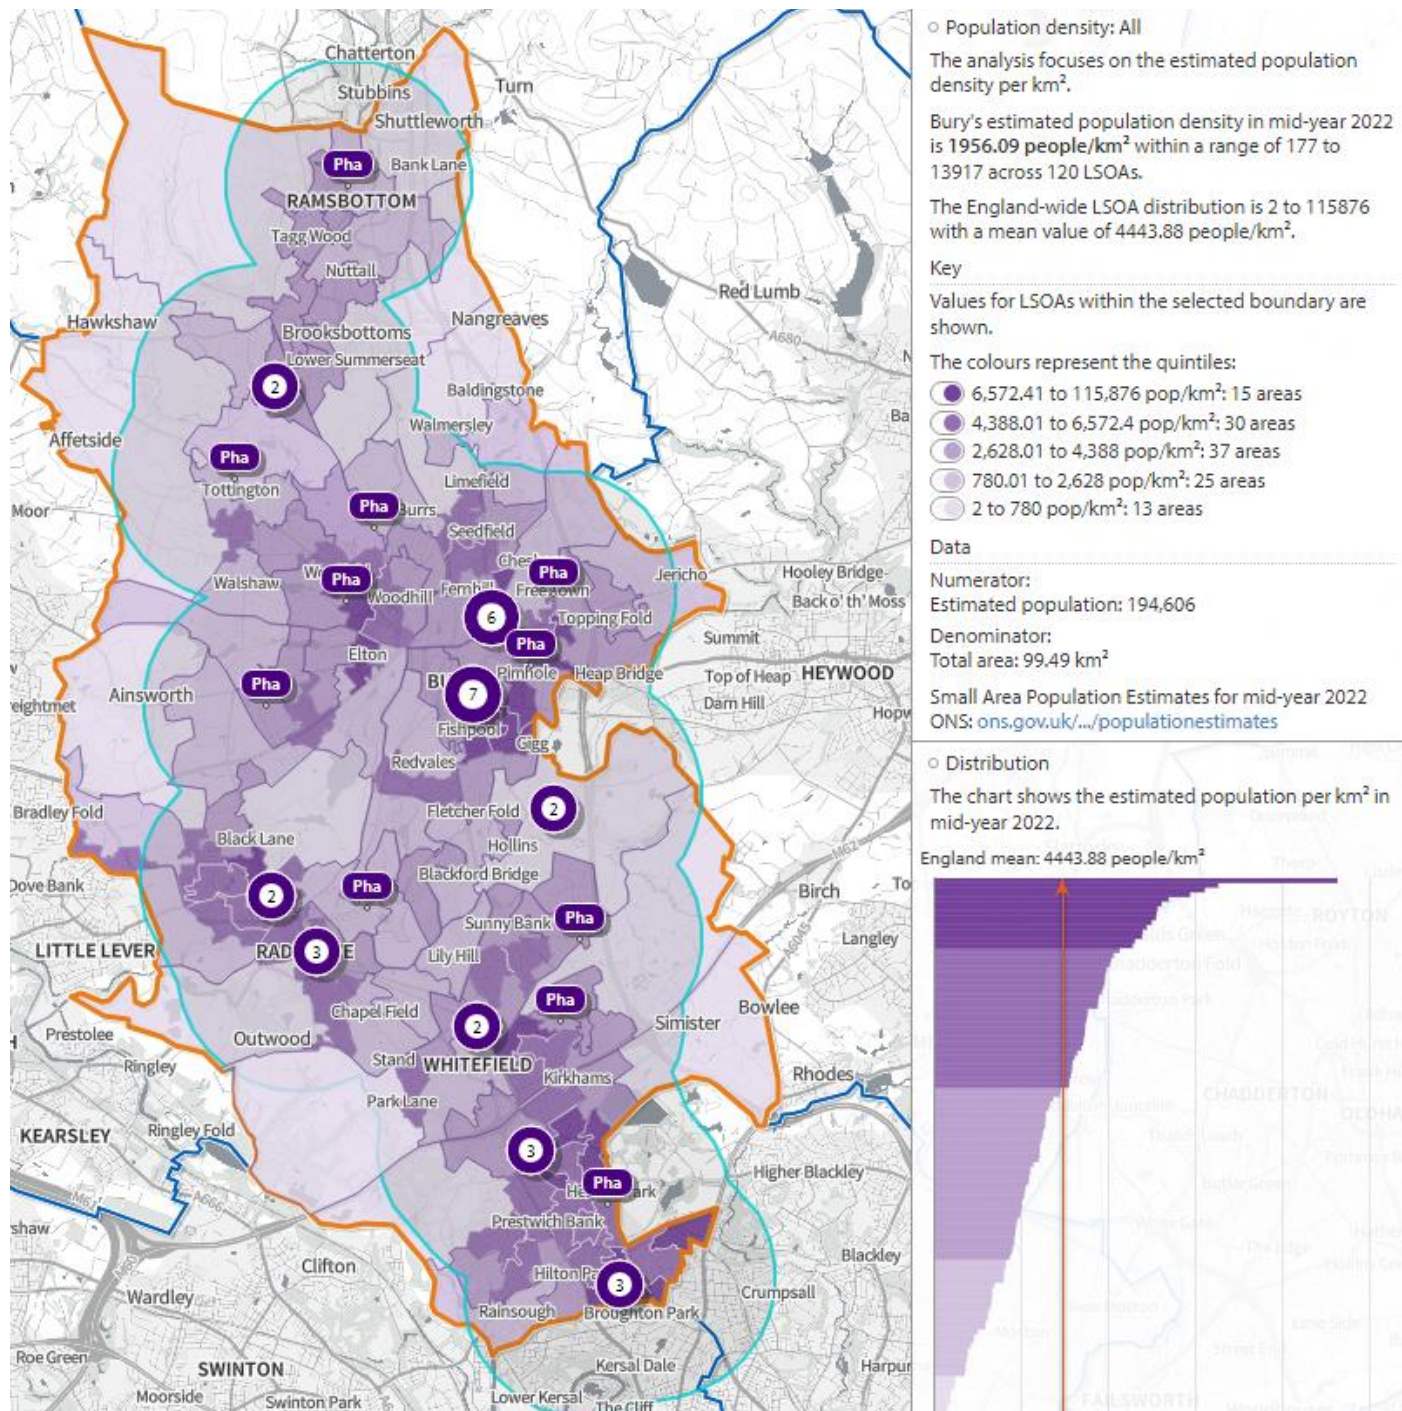 Chatterton
Stubbins
Turn
Shuttleworth
Pha
Bank Lane
RAMSBOTTOM
Tagg Wood
Nuttall
Red Lumb
Hawkshaw
Nangreaves
Brooksbottoms
A680
Lower Summerseat
2
Baldingstone
Affetside
Walmersley
Pha
Tottington
Limefield
Moor
Pha
Burrs
Seedfield
Pha
Pha
Jericho
Hooley Bridge
Walshaw
Woodhill
Back o' th' Moss
6
Topping Fold
Summit
Pha
Elton
Pimhole
Heap Bridge
Top of Heap
HEYWOOD
Pha
Ainsworth
7
Darn Hill
Fishpool
Gigg
Redvales
Bradley Fold
2
Fletcher Fold
Black Lane
Hollins
M62
Dove Bank
2
Pha
Blackford Bridge
Birch
Pha
Sunny Bank
A6045
Langley
LITTLE LEVER
3
Lily Hill
Pha
Bowlee
Chapel Field
2
Simister
Prestolee
Outwood
Ringley
Stand
WHITEFIELD
Kirkhams
Rhodes
Park Lane
KEARSLEY
Ringley Fold
3
Higher Blackley
Pha
M61
A666
Prestwich Bank
Clifton
Blackley
M60
Hilton
3
Crumpsall
Wardley
Rainsough
Broughton Park
Roe Green
SWINTON
Kersal Dale
Moorside
Swinton Park
Lower Kersal
The Cliff
Population density: All
The analysis focuses on the estimated population
density per km².
Bury's estimated population density in mid-year 2022
is 1956.09 people/km² within a range of 177 to
13917 across 120 LSOAs.
The England-wide LSOA distribution is 2 to 115876
with a mean value of 4443.88 people/km².
Key
Values for LSOAs within the selected boundary are
shown.
The colours represent the quintiles:
6,572.41 to 115,876 pop/km²: 15 areas
4,388.01 to 6,572.4 pop/km²: 30 areas
2,628.01 to 4,388 pop/km²: 37 areas
780.01 to 2,628 pop/km²: 25 areas
2 to 780 pop/km²: 13 areas
Data
Numerator:
Estimated population: 194,606
Denominator:
Total area: 99.49 km²
Small Area Population Estimates for mid-year 2022
ONS: ons.gov.uk/.../populationestimates
Distribution
The chart shows the estimated population per km² in
mid-year 2022.
England mean: 4443.88 people/km²
ROYTON
CHADDERTON
FAILSWORTH